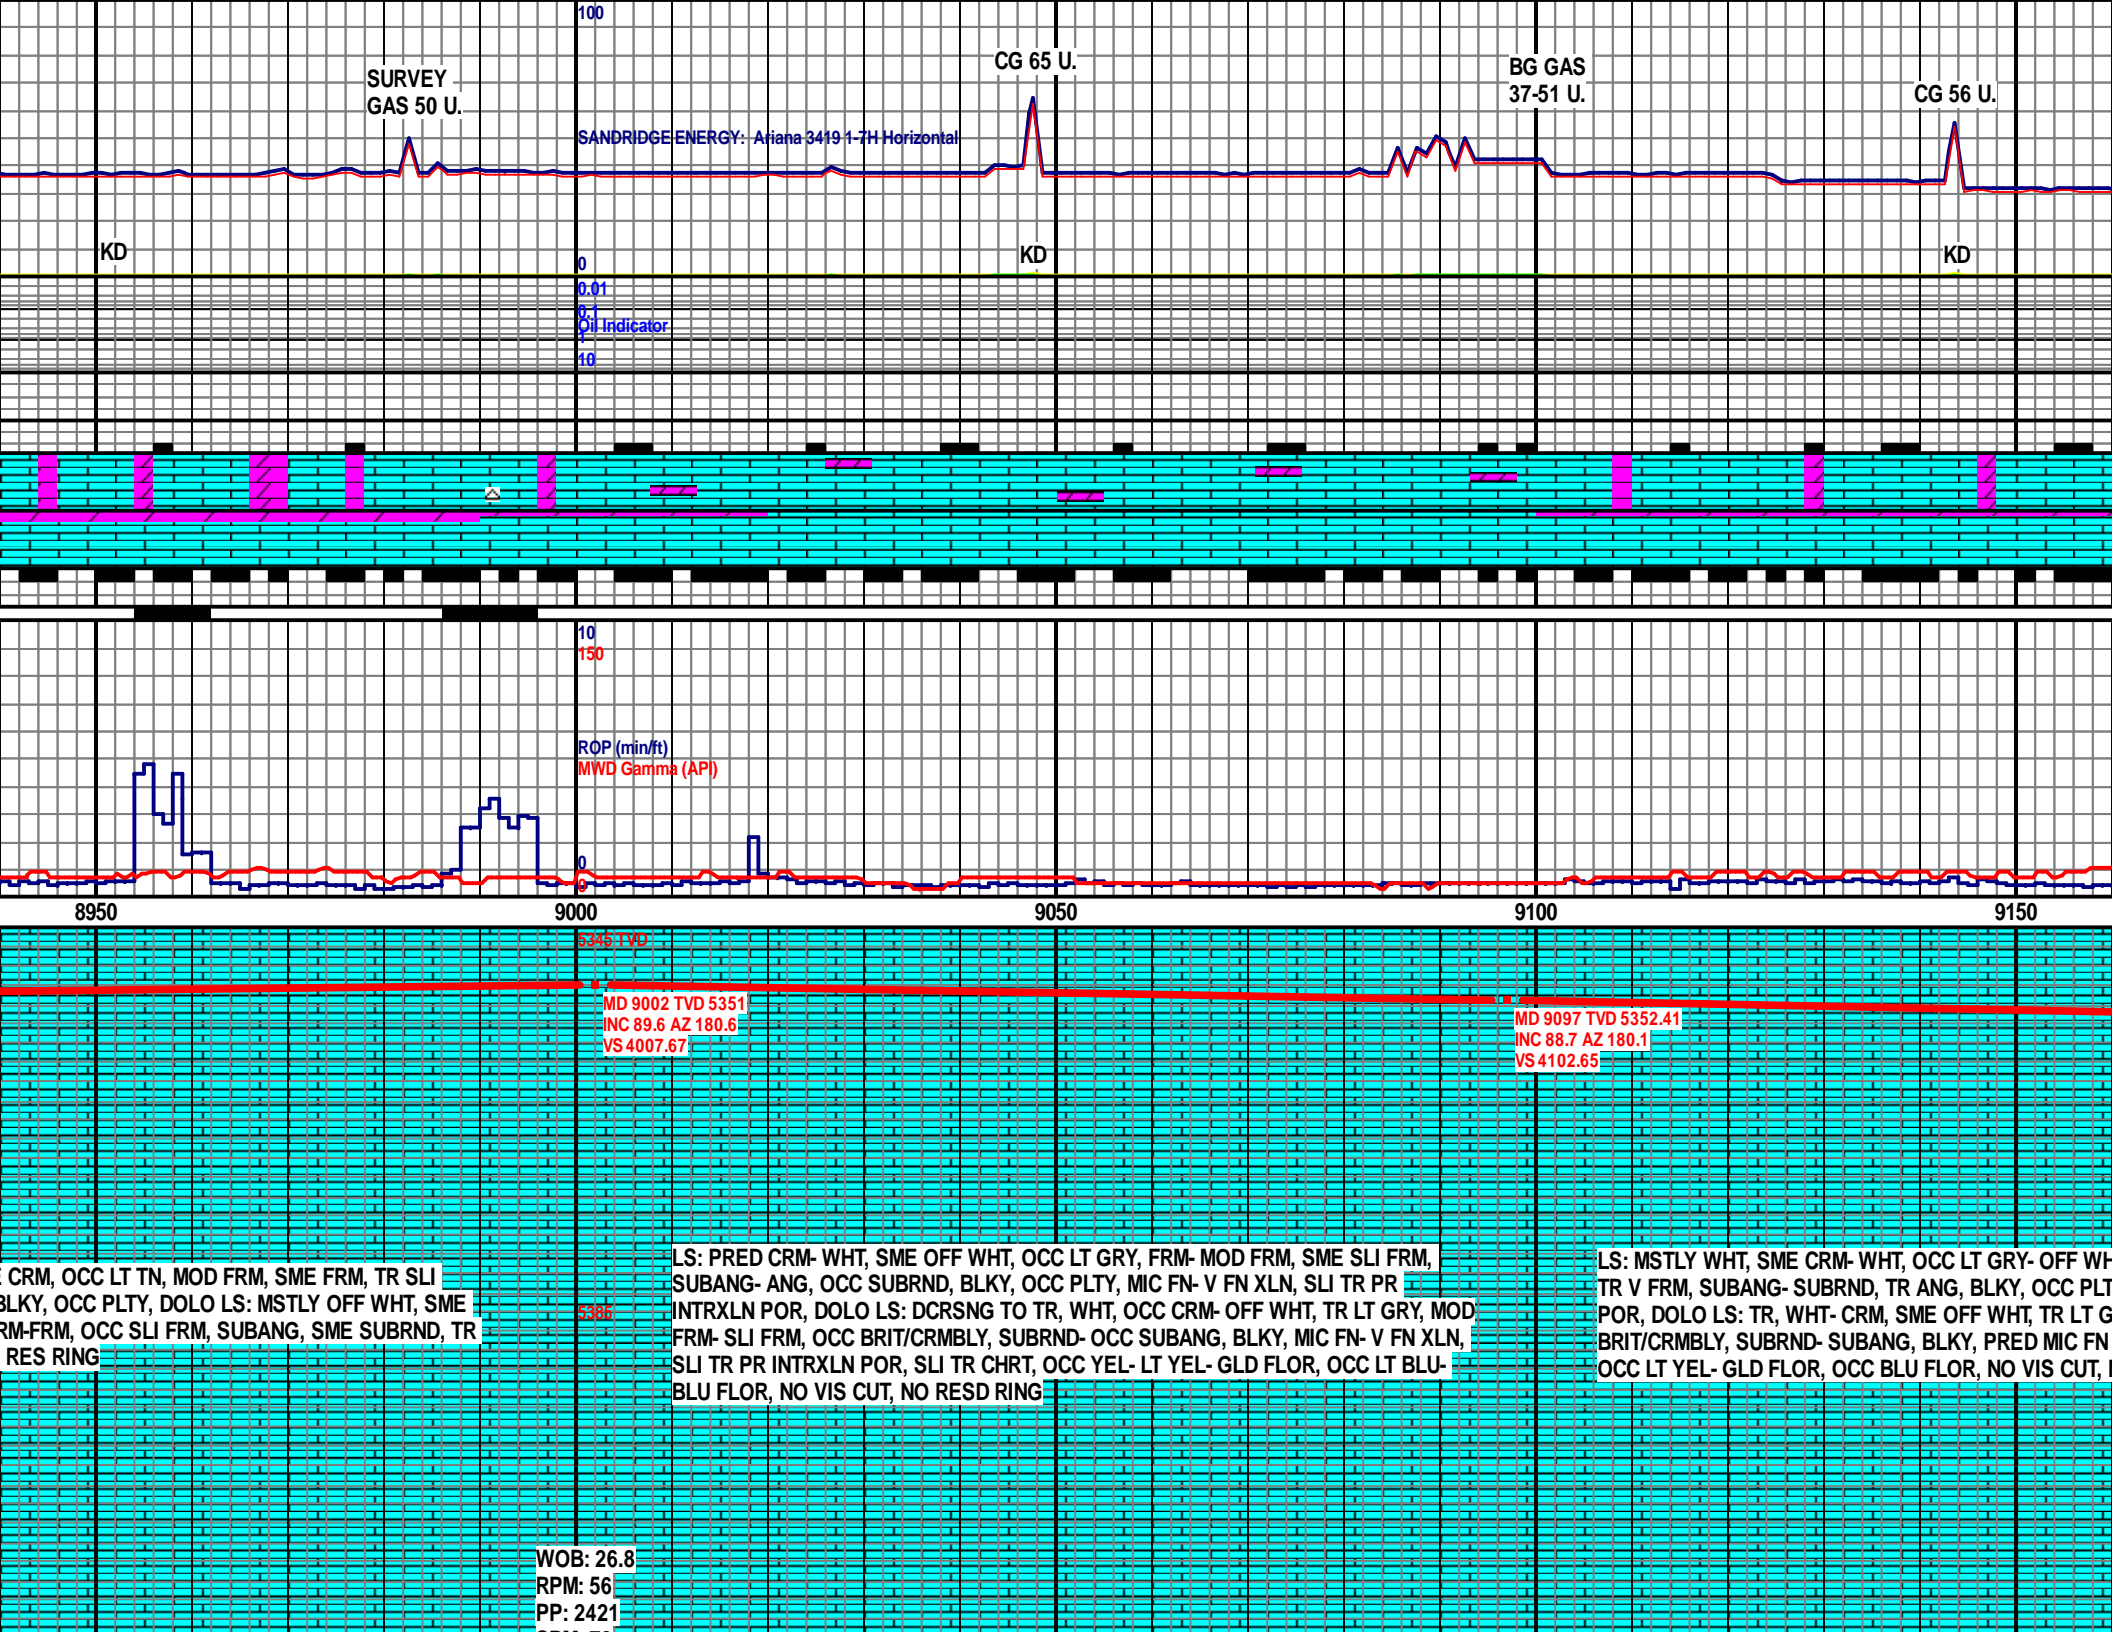 100
CG 65 U.
SURVEY
GAS 50 U.
BG GAS
37-51 U.
CG 56 U.
SANDRIDGE ENERGY: Ariana 3419 1-7H Horizontal
KD
KD
KD
0
0.01
0.1
Oil Indicator
1
10
10
150
ROP (min/ft)
MWD Gamma (API)
0
0
8950
9000
9050
9100
9150
5345 TVD
MD 9002 TVD 5351
INC 89.6 AZ 180.6
VS 4007.67
MD 9097 TVD 5352.41
INC 88.7 AZ 180.1
VS 4102.65
CRM, OCC LT TN, MOD FRM, SME FRM, TR SLI
BLKY, OCC PLTY, DOLO LS: MSTLY OFF WHT, SME
RM-FRM, OCC SLI FRM, SUBANG, SME SUBRND, TR
RES RING
LS: PRED CRM- WHT, SME OFF WHT, OCC LT GRY, FRM- MOD FRM, SME SLI FRM,
SUBANG- ANG, OCC SUBRND, BLKY, OCC PLTY, MIC FN- V FN XLN, SLI TR PR
INTRXLN POR, DOLO LS: DCRSNG TO TR, WHT, OCC CRM- OFF WHT, TR LT GRY, MOD
FRM- SLI FRM, OCC BRIT/CRMBLY, SUBRND- OCC SUBANG, BLKY, MIC FN- V FN XLN,
SLI TR PR INTRXLN POR, SLI TR CHRT, OCC YEL- LT YEL- GLD FLOR, OCC LT BLU-
BLU FLOR, NO VIS CUT, NO RESD RING
5385
LS: MSTLY WHT, SME CRM- WHT, OCC LT GRY- OFF WH
TR V FRM, SUBANG- SUBRND, TR ANG, BLKY, OCC PLT
POR, DOLO LS: TR, WHT- CRM, SME OFF WHT, TR LT G
BRIT/CRMBLY, SUBRND- SUBANG, BLKY, PRED MIC FN
OCC LT YEL- GLD FLOR, OCC BLU FLOR, NO VIS CUT,
WOB: 26.8
RPM: 56
PP: 2421